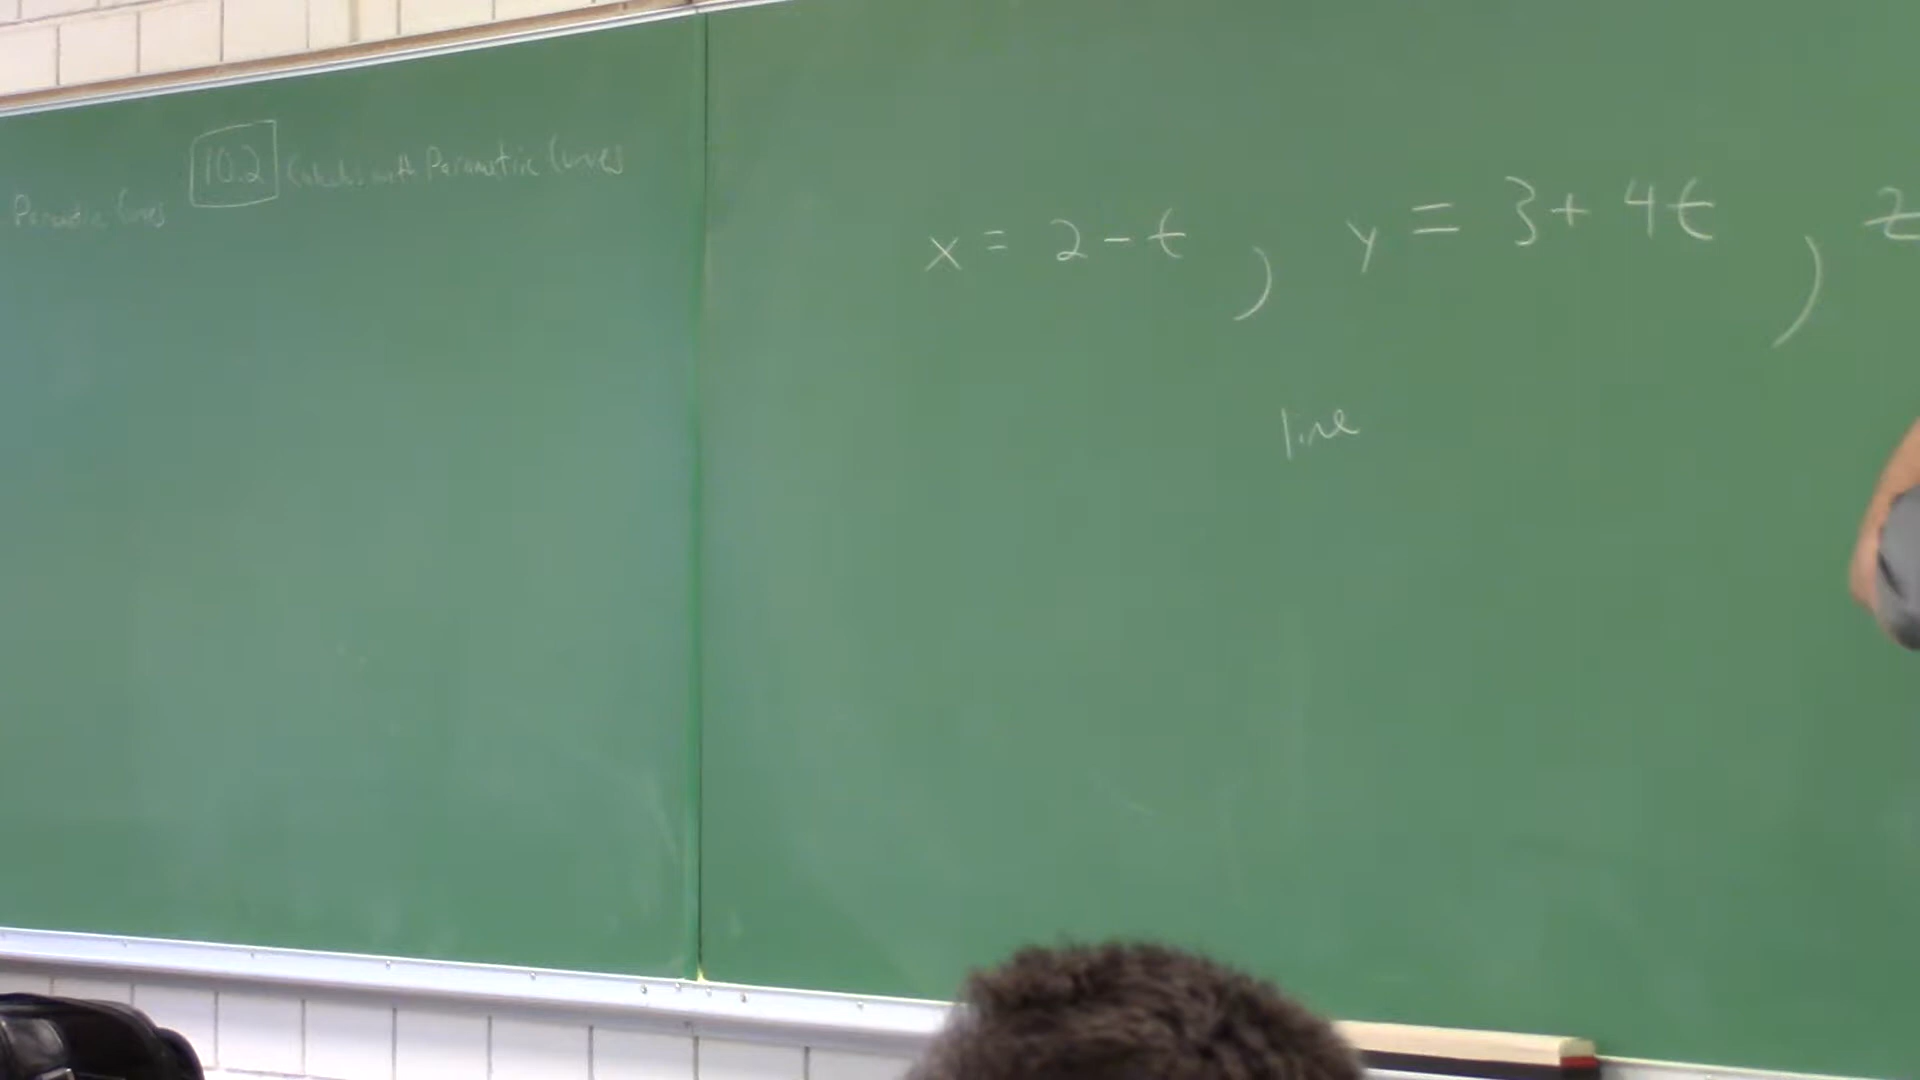 10.2 Calculus with Parametric Curves
Parametric Curves
x = 2 - t , y = 3 + 4t , z
line